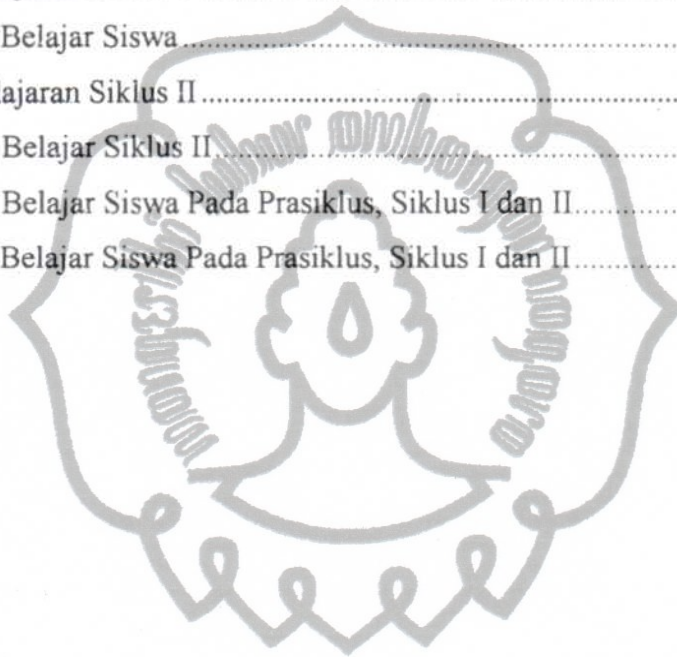 Belajar Siswa
ajaran Siklus II
Belajar Siklus II
Belajar Siswa Pada Prasiklus, Siklus I dan II
Belajar Siswa Pada Prasiklus, Siklus I dan II